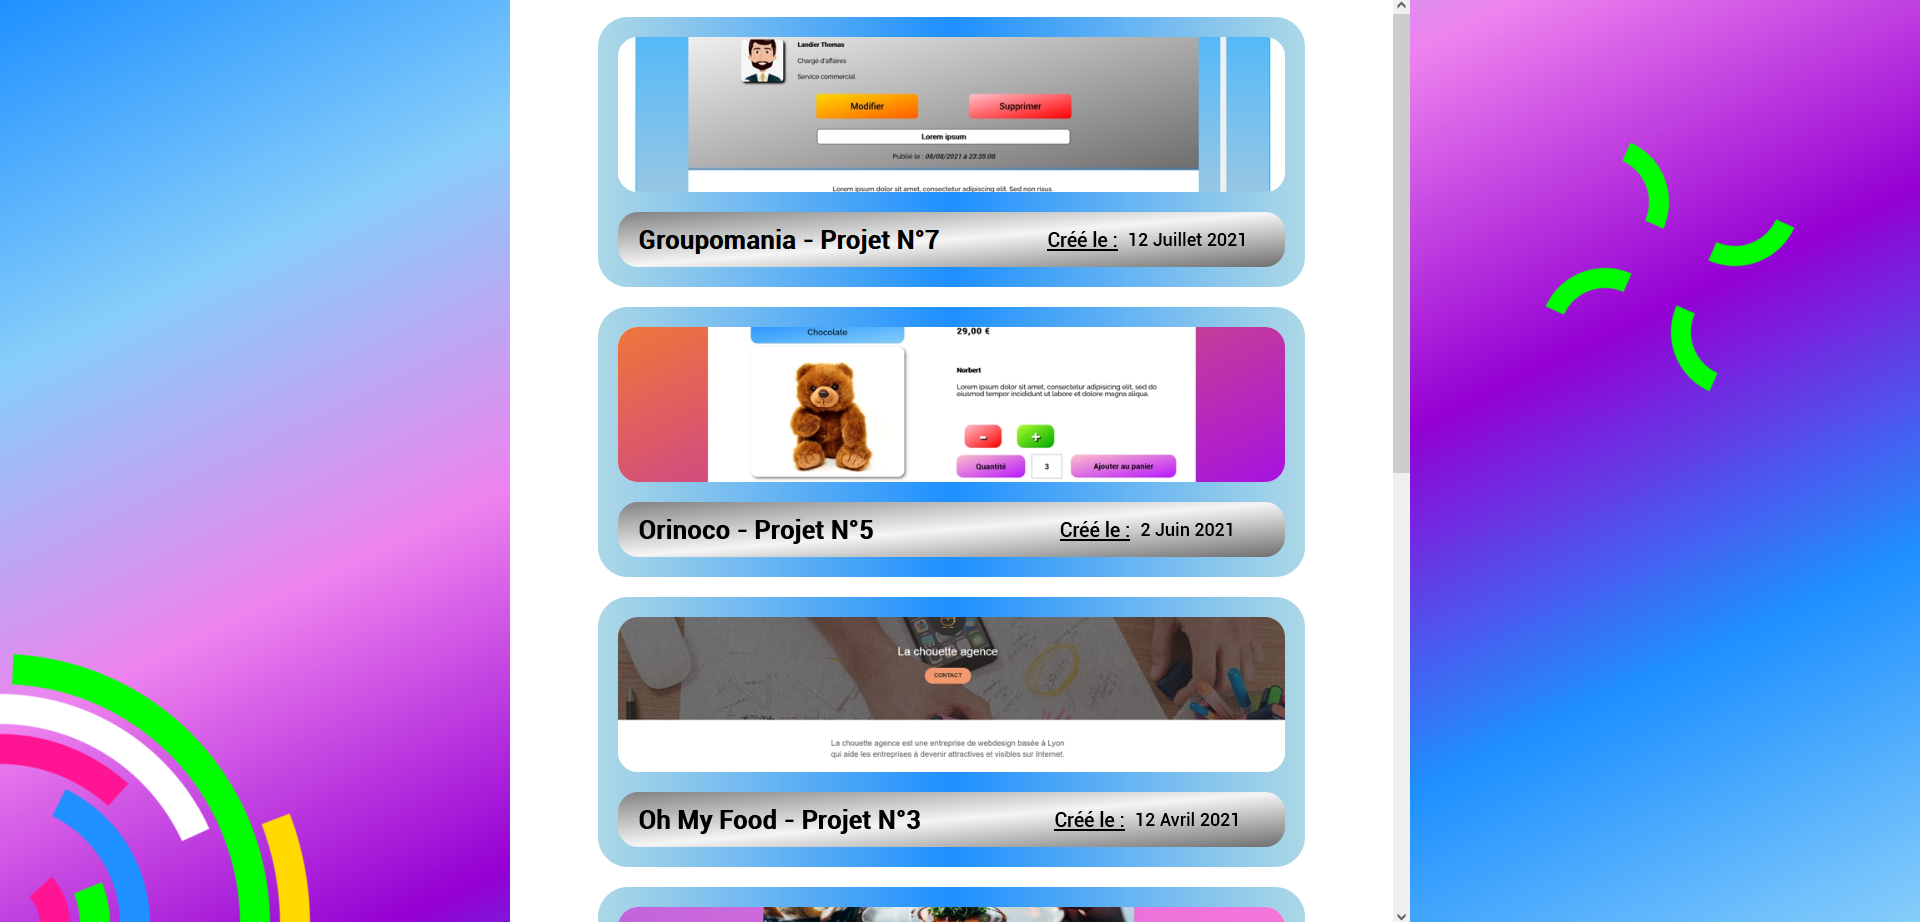 Landier Thomas
Chargé d'affaires
Service commercial
Modifier
Supprimer
Lorem ipsum
Publié le : 08/08/2021 à 23:35:08
Lorem ipsum dolor sit amet, consectetur adipiscing elit. Sed non risus.
Groupomania - Projet N°7
Créé le : 12 Juillet 2021
Chocolate
29,00 €
Norbert
Lorem ipsum dolor sit amet, consectetur adipisicing elit, sed do
eiusmod tempor incididunt ut labore et dolore magna aliqua.
-
+
Quantité
3
Ajouter au panier
Orinoco - Projet N°5
Créé le : 2 Juin 2021
La chouette agence
CONTACT
La chouette agence est une entreprise de webdesign basée à Lyon
qui aide les entreprises à devenir attractives et visibles sur Internet.
Oh My Food - Projet N°3
Créé le : 12 Avril 2021